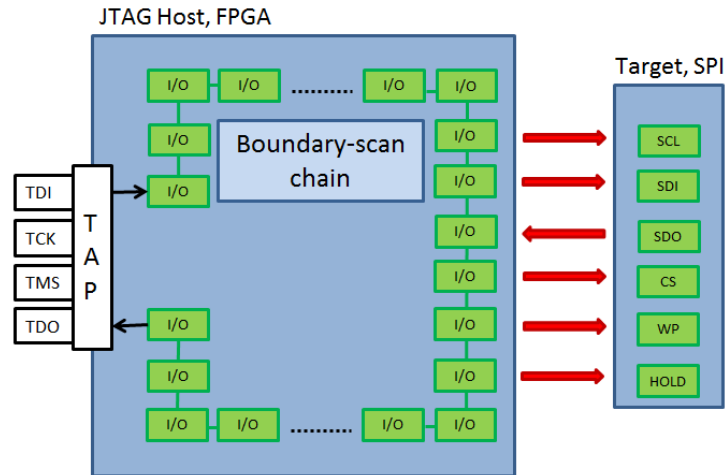 JTAG Host, FPGA
Target, SPI
I/O I/O .......... I/O I/O
I/O
I/O
I/O
I/O
I/O
I/O
I/O
I/O
I/O
I/O
I/O
I/O I/O .......... I/O I/O
Boundary-scan
chain
TDI
TCK
TMS
TDO
T
A
P
SCL
SDI
SDO
CS
WP
HOLD